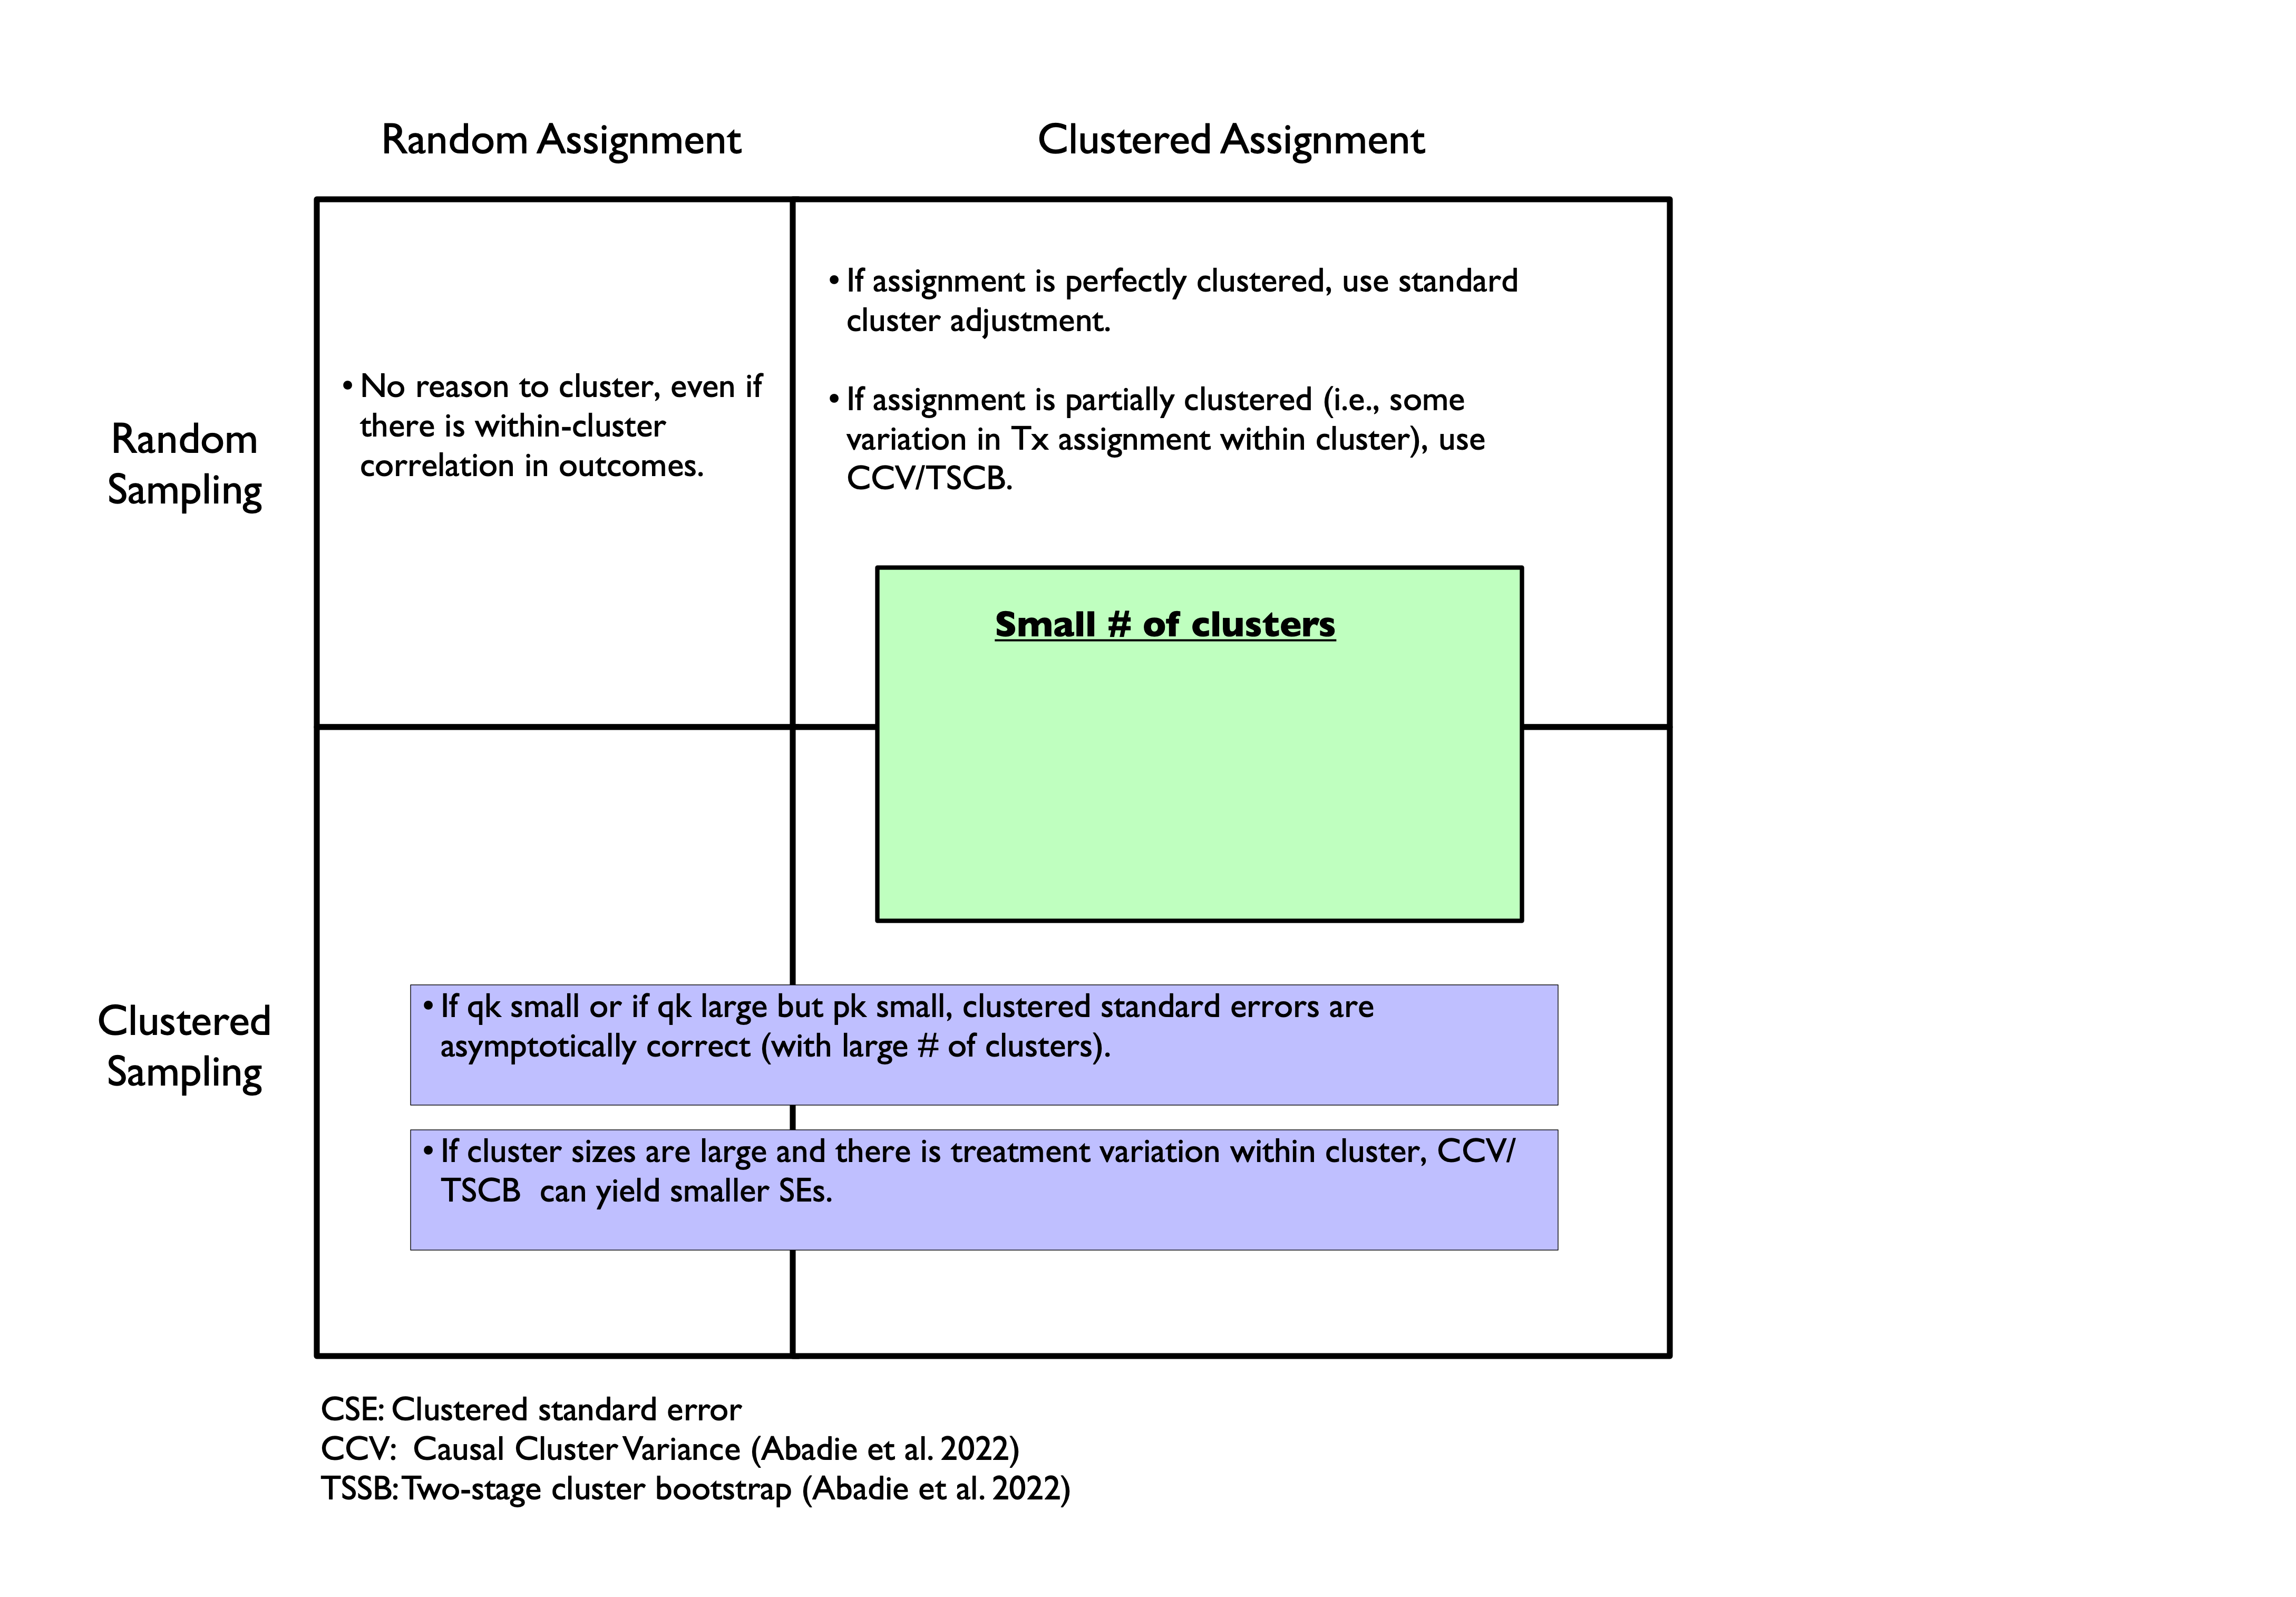 Random Assignment
Clustered Assignment
Random
Sampling
• No reason to cluster, even if
there is within-cluster
correlation in outcomes.
• If assignment is perfectly clustered, use standard
cluster adjustment.
• If assignment is partially clustered (i.e., some
variation in Tx assignment within cluster), use
CCV/TSCB.
Small # of clusters
Clustered
Sampling
• If qk small or if qk large but pk small, clustered standard errors are
asymptotically correct (with large # of clusters).
• If cluster sizes are large and there is treatment variation within cluster, CCV/
TSCB can yield smaller SEs.
CSE: Clustered standard error
CCV: Causal Cluster Variance (Abadie et al. 2022)
TSSB: Two-stage cluster bootstrap (Abadie et al. 2022)